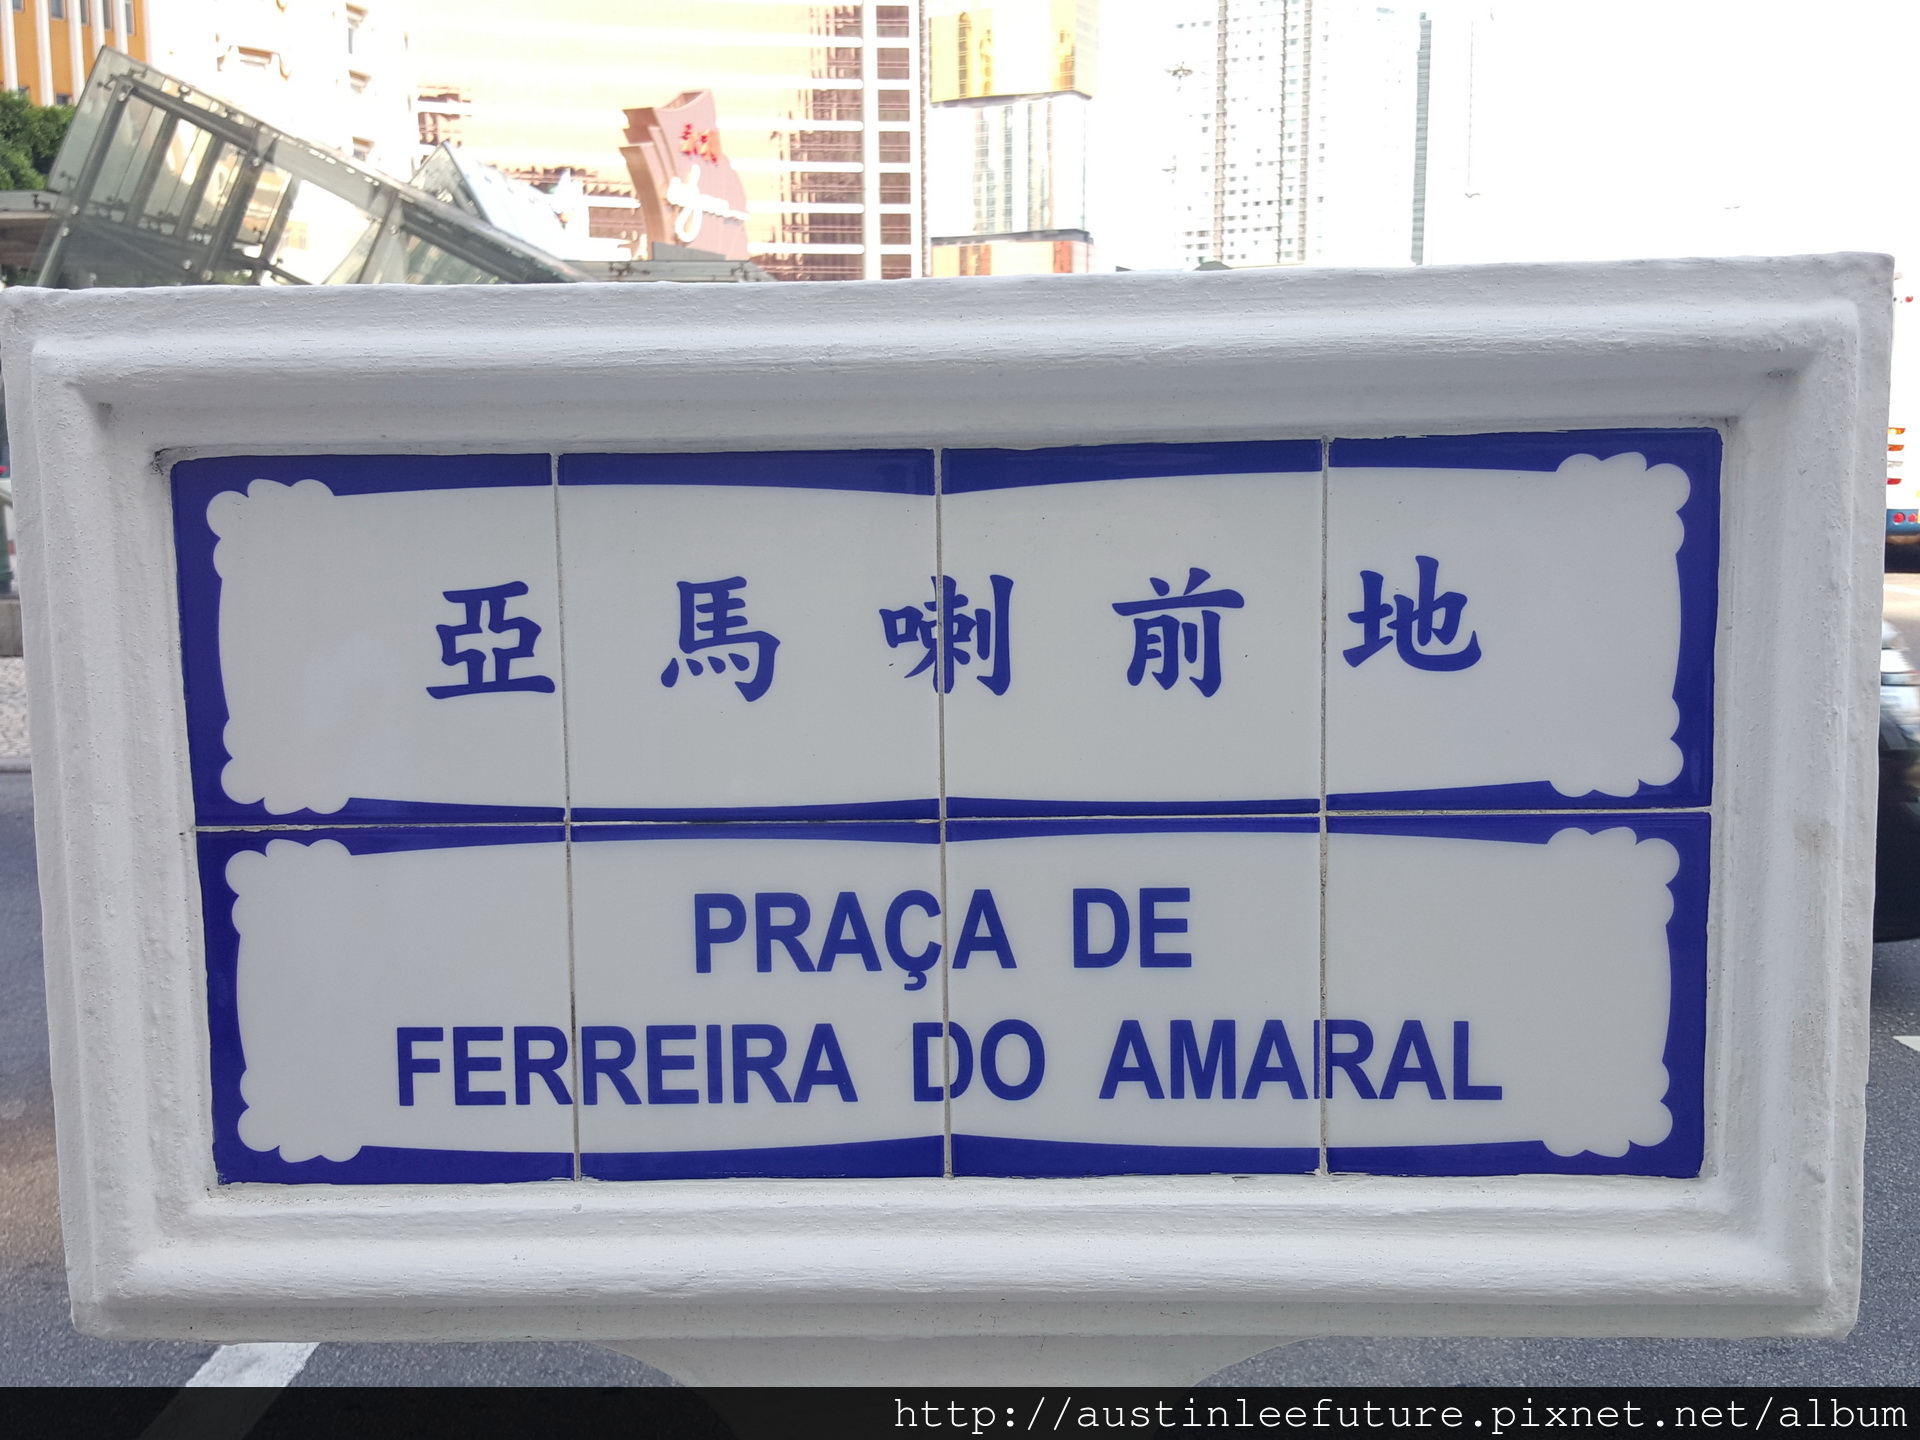 亞馬喇前地
PRAÇA DE
FERREIRA DO AMARAL
http://austinleefuture.pixnet.net/album